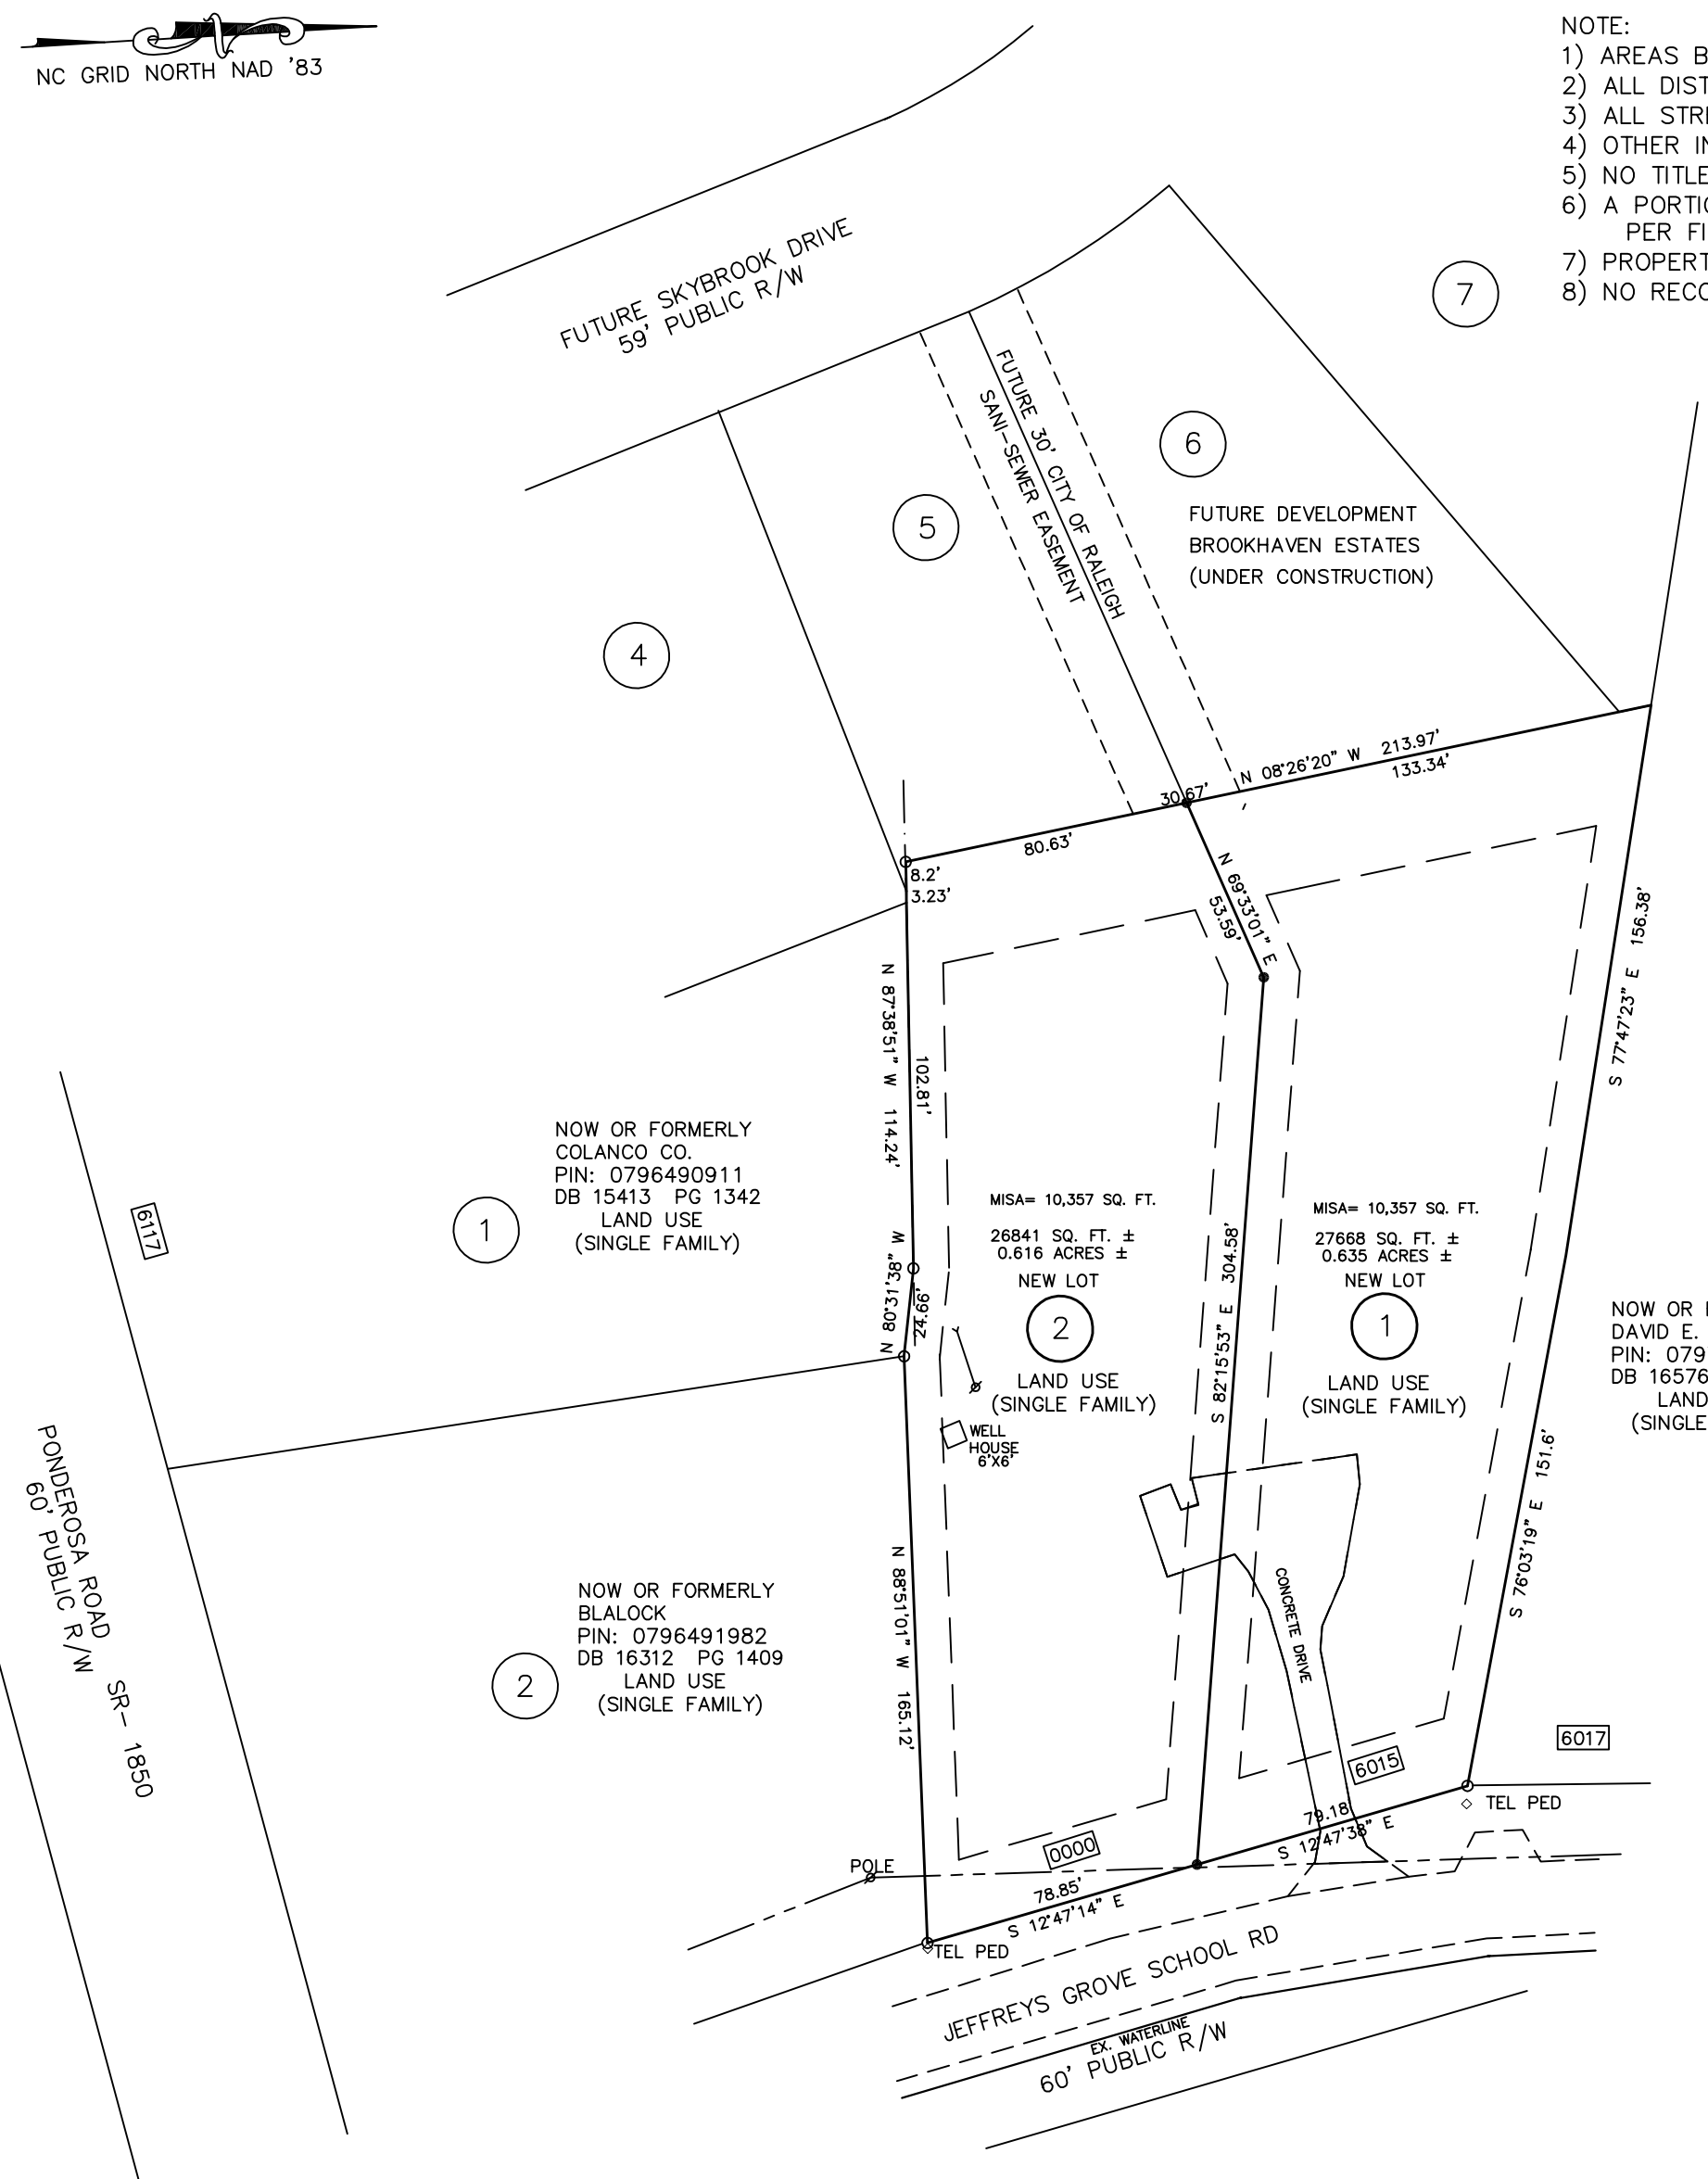 NC GRID NORTH NAD '83
NOTE:
1) AREAS B
2) ALL DIST
3) ALL STR
4) OTHER IN
5) NO TITLE
6) A PORTIO
PER FI
7) PROPERT
8) NO RECO
FUTURE SKYBROOK DRIVE
59' PUBLIC R/W
7
FUTURE 30' CITY OF RALEIGH
SANI-SEWER EASEMENT
6
5
FUTURE DEVELOPMENT
BROOKHAVEN ESTATES
(UNDER CONSTRUCTION)
4
N 08°26'20" W 213.97'
133.34'
30.67'
80.63'
8.2'
3.23'
N 69°33'01" E
53.59'
S 77°47'23" E 156.38'
N 87°38'51" W 114.24'
102.81'
NOW OR FORMERLY
COLANCO CO.
PIN: 0796490911
DB 15413 PG 1342
LAND USE
(SINGLE FAMILY)
1
6117
MISA= 10,357 SQ. FT.
26841 SQ. FT. ±
0.616 ACRES ±
NEW LOT
2
LAND USE
(SINGLE FAMILY)
MISA= 10,357 SQ. FT.
27668 SQ. FT. ±
0.635 ACRES ±
NEW LOT
1
LAND USE
(SINGLE FAMILY)
N 80°31'38" W
24.66'
S 82°15'53" E 304.58'
NOW OR
DAVID E.
PIN: 079
DB 16576
LAND
(SINGLE
WELL
HOUSE
6'X6'
S 76°03'19" E 151.6'
PONDEROSA ROAD SR- 1850
60' PUBLIC R/W
N 88°51'01" W 165.12'
CONCRETE DRIVE
NOW OR FORMERLY
BLALOCK
PIN: 0796491982
DB 16312 PG 1409
LAND USE
(SINGLE FAMILY)
2
6017
6015
TEL PED
79.18'
S 12°47'38" E
0000
POLE
78.85'
S 12°47'14" E
TEL PED
JEFFREYS GROVE SCHOOL RD
EX. WATERLINE
60' PUBLIC R/W